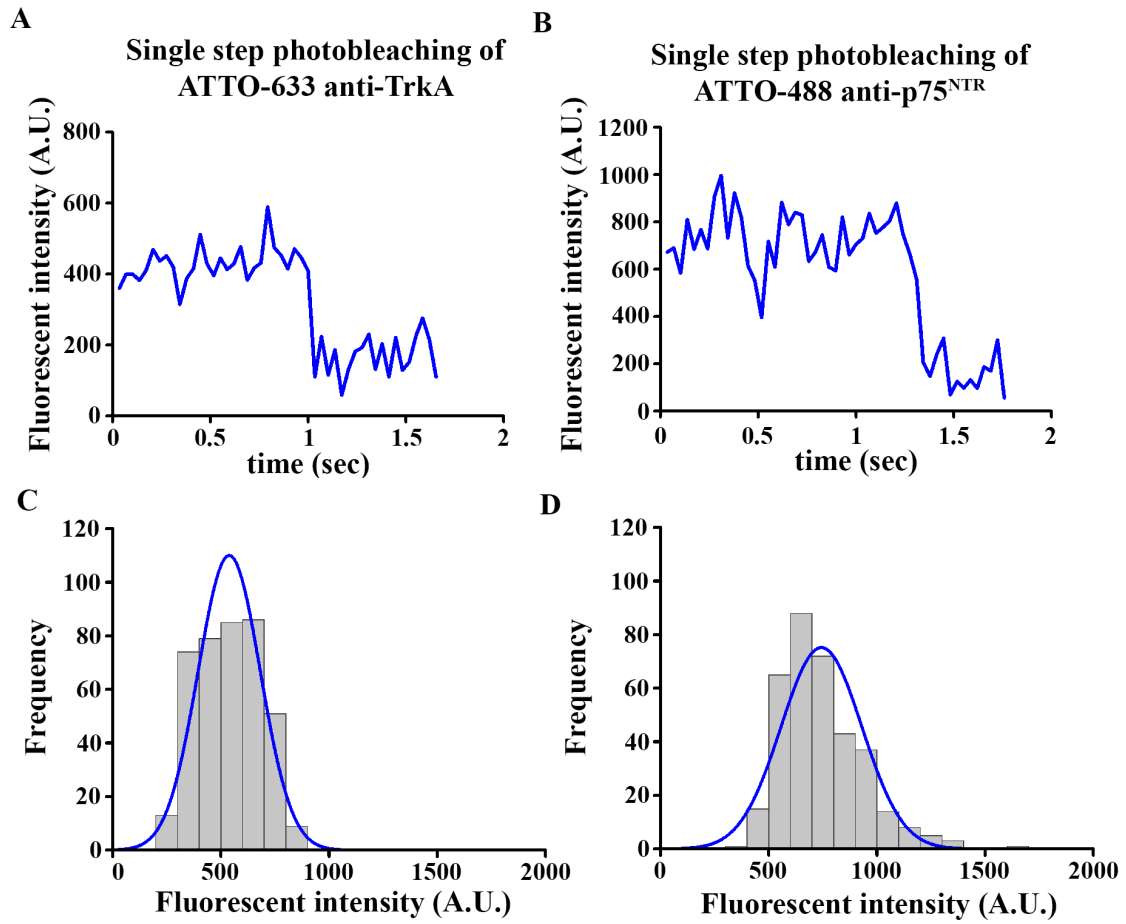 A
Single step photobleaching of
ATTO-633 anti-TrkA
Fluorescent intensity (A.U.)
800
600
400
200
0
0
0.5
1
1.5
2
time (sec)
B
Single step photobleaching of
ATTO-488 anti-p75ᴺᵀᴿ
Fluorescent intensity (A.U.)
1200
1000
800
600
400
200
0
0
0.5
1
1.5
2
time (sec)
C
Frequency
120
100
80
60
40
20
0
0
500
1000
1500
2000
Fluorescent intensity (A.U.)
D
Frequency
120
100
80
60
40
20
0
0
500
1000
1500
2000
Fluorescent intensity (A.U.)